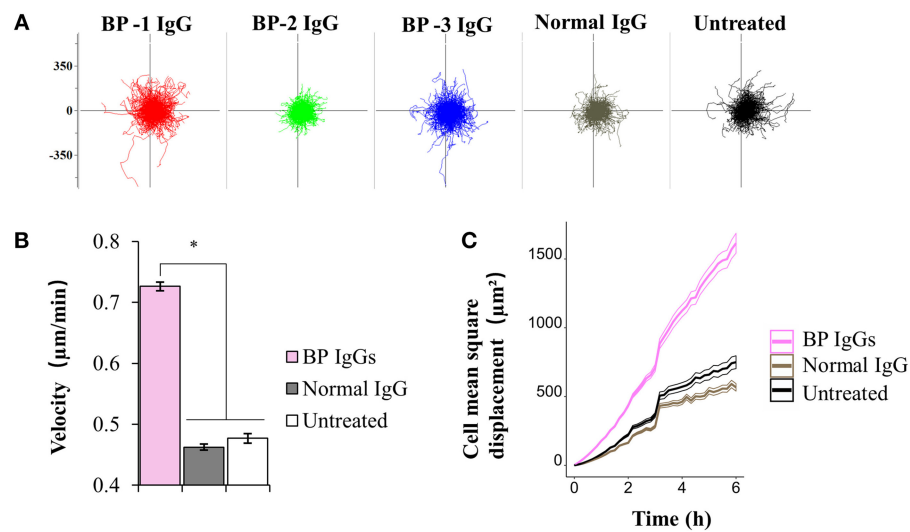 A
BP -1 IgG
BP-2 IgG
BP -3 IgG
Normal IgG
Untreated
350
0
-350
B
Velocity (μm/min)
0.8
0.7
0.6
0.5
0.4
*
BP IgGs
Normal IgG
Untreated
C
Cell mean square
displacement (μm²)
1500
1000
500
0
0
2
4
6
Time (h)
BP IgGs
Normal IgG
Untreated